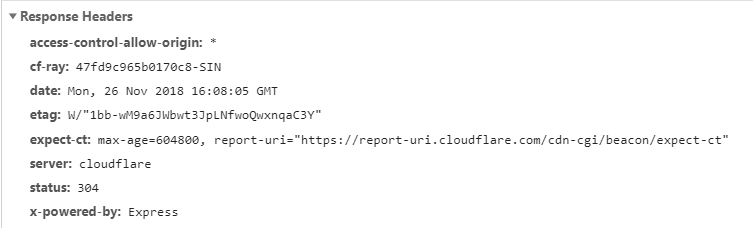 Response Headers
access-control-allow-origin: *
cf-ray: 47fd9c965b0170c8-SIN
date: Mon, 26 Nov 2018 16:08:05 GMT
etag: W/"1bb-wM9a6JWbwt3JpLNfwoQwxnqaC3Y"
expect-ct: max-age=604800, report-uri="https://report-uri.cloudflare.com/cdn-cgi/beacon/expect-ct"
server: cloudflare
status: 304
x-powered-by: Express